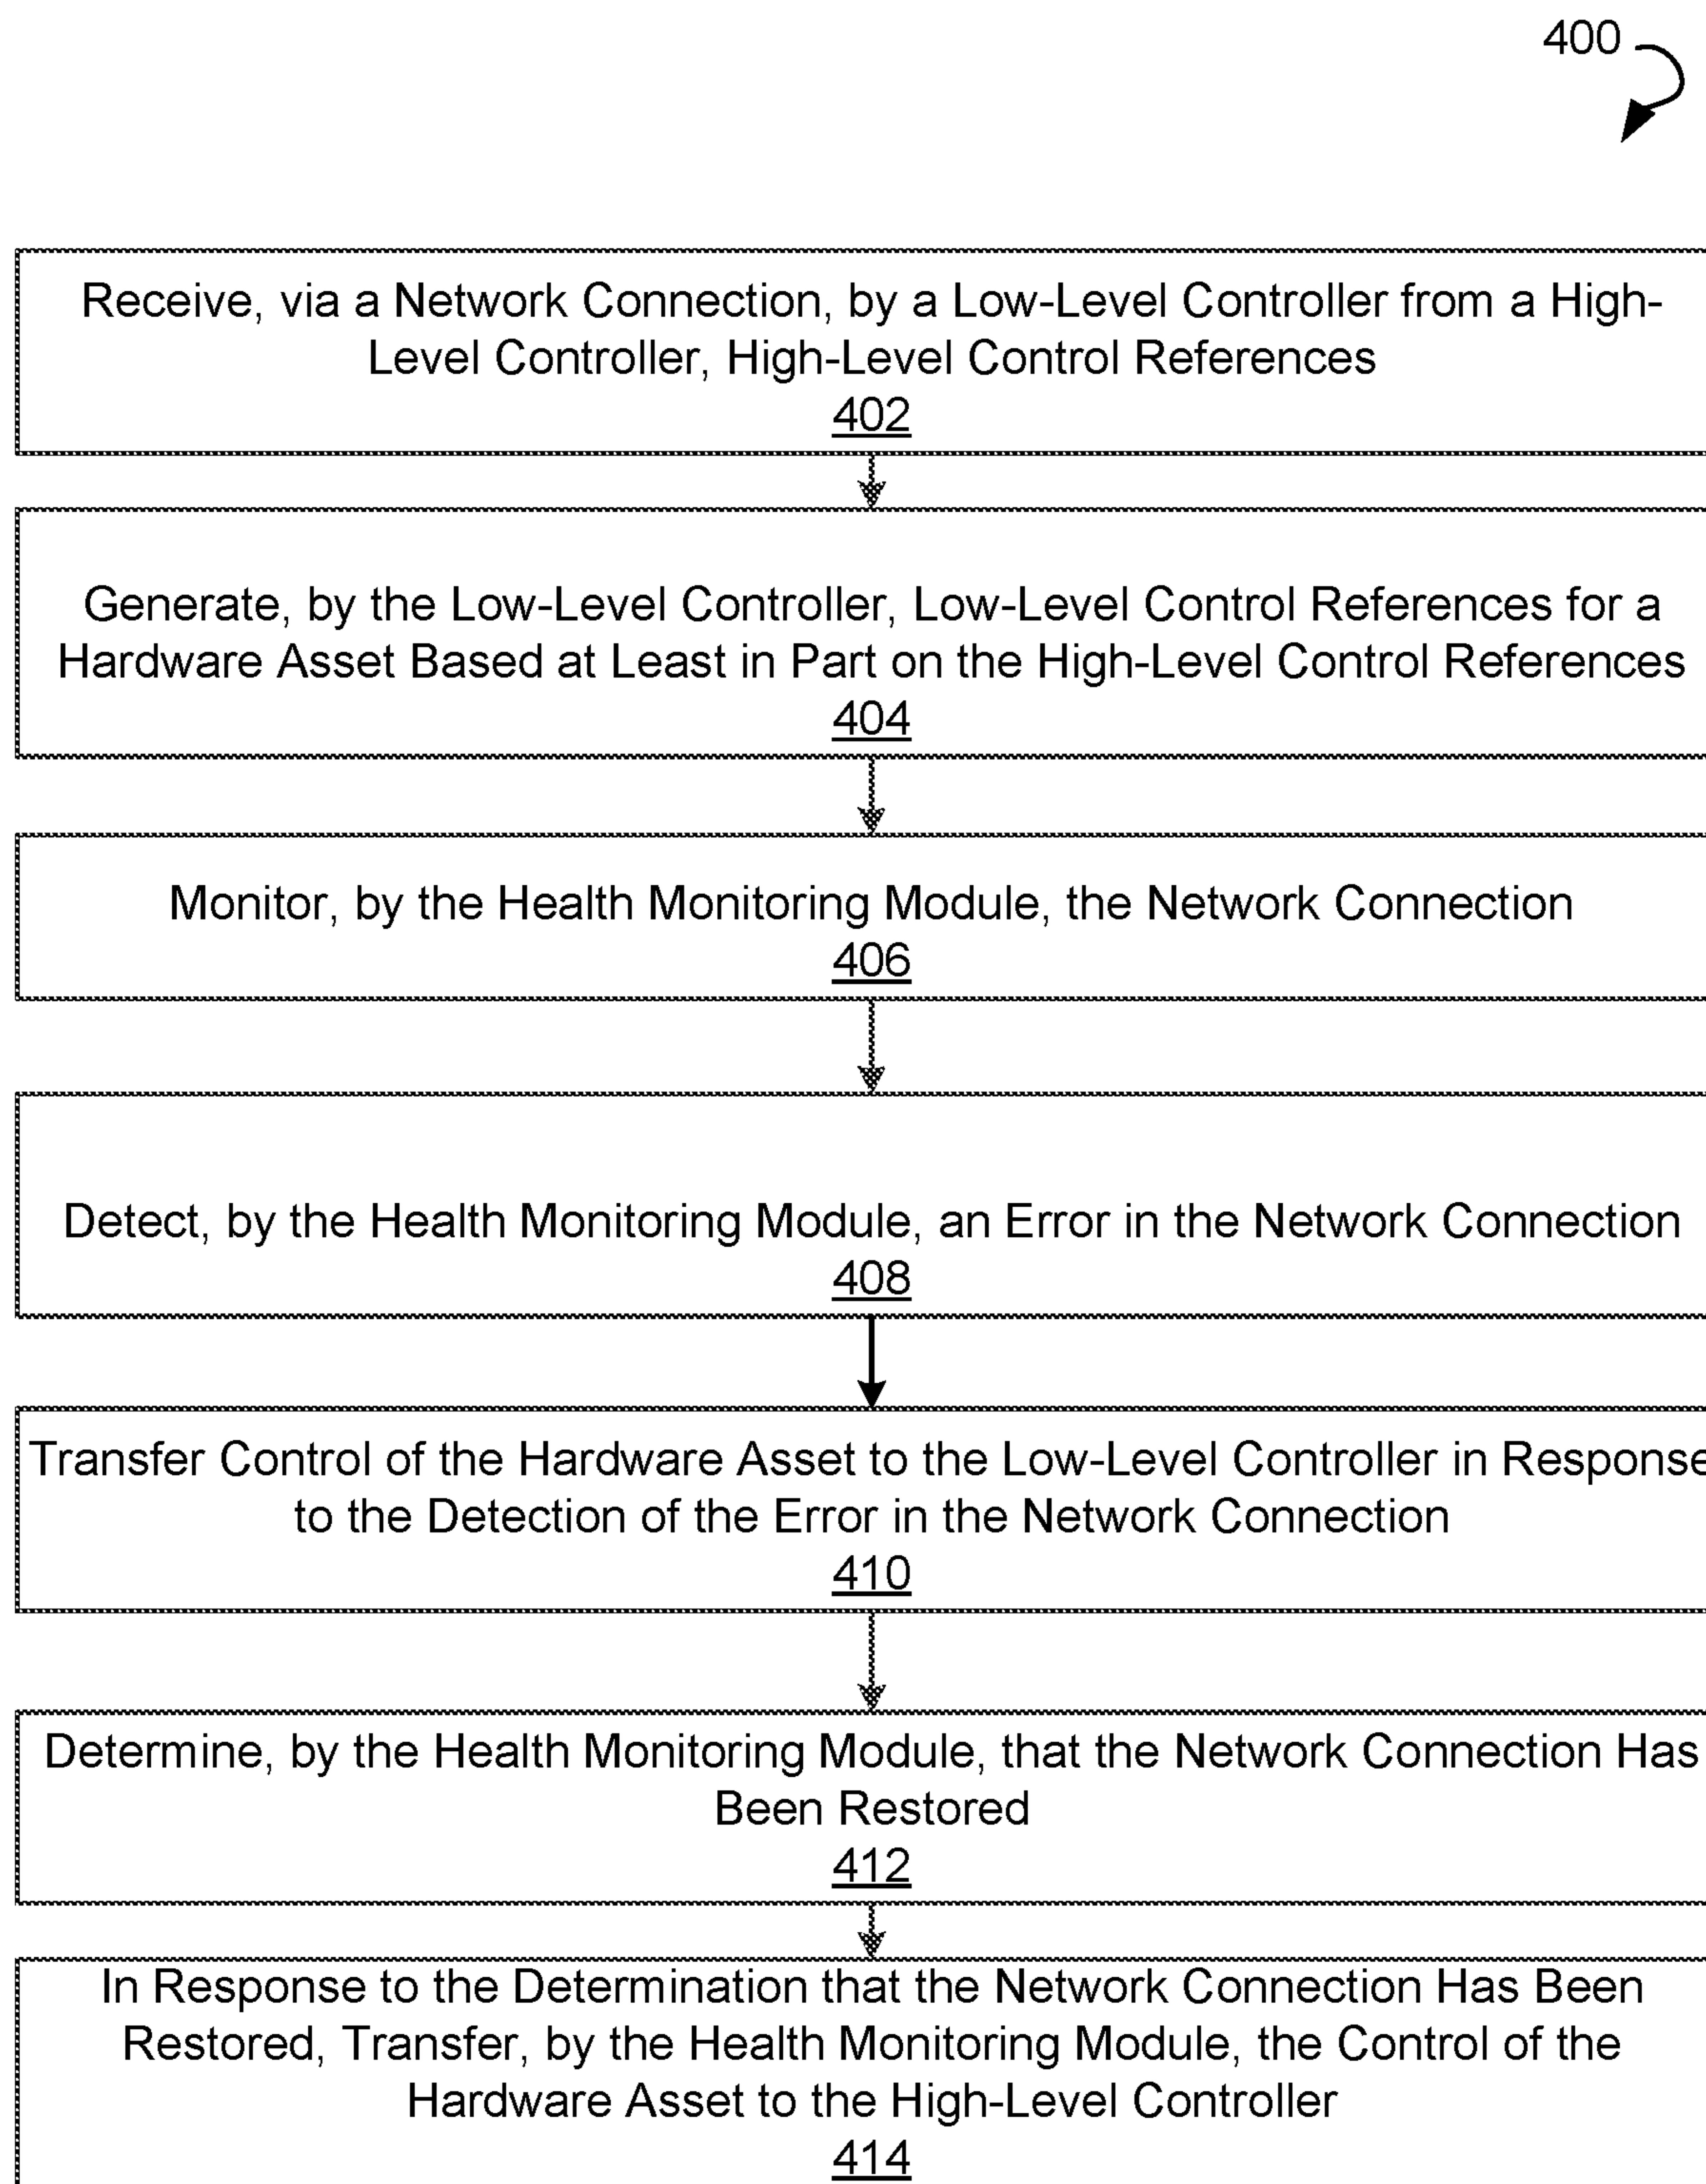 400
Receive, via a Network Connection, by a Low-Level Controller from a High-
Level Controller, High-Level Control References
402
Generate, by the Low-Level Controller, Low-Level Control References for a
Hardware Asset Based at Least in Part on the High-Level Control References
404
Monitor, by the Health Monitoring Module, the Network Connection
406
Detect, by the Health Monitoring Module, an Error in the Network Connection
408
Transfer Control of the Hardware Asset to the Low-Level Controller in Response
to the Detection of the Error in the Network Connection
410
Determine, by the Health Monitoring Module, that the Network Connection Has
Been Restored
412
In Response to the Determination that the Network Connection Has Been
Restored, Transfer, by the Health Monitoring Module, the Control of the
Hardware Asset to the High-Level Controller
414